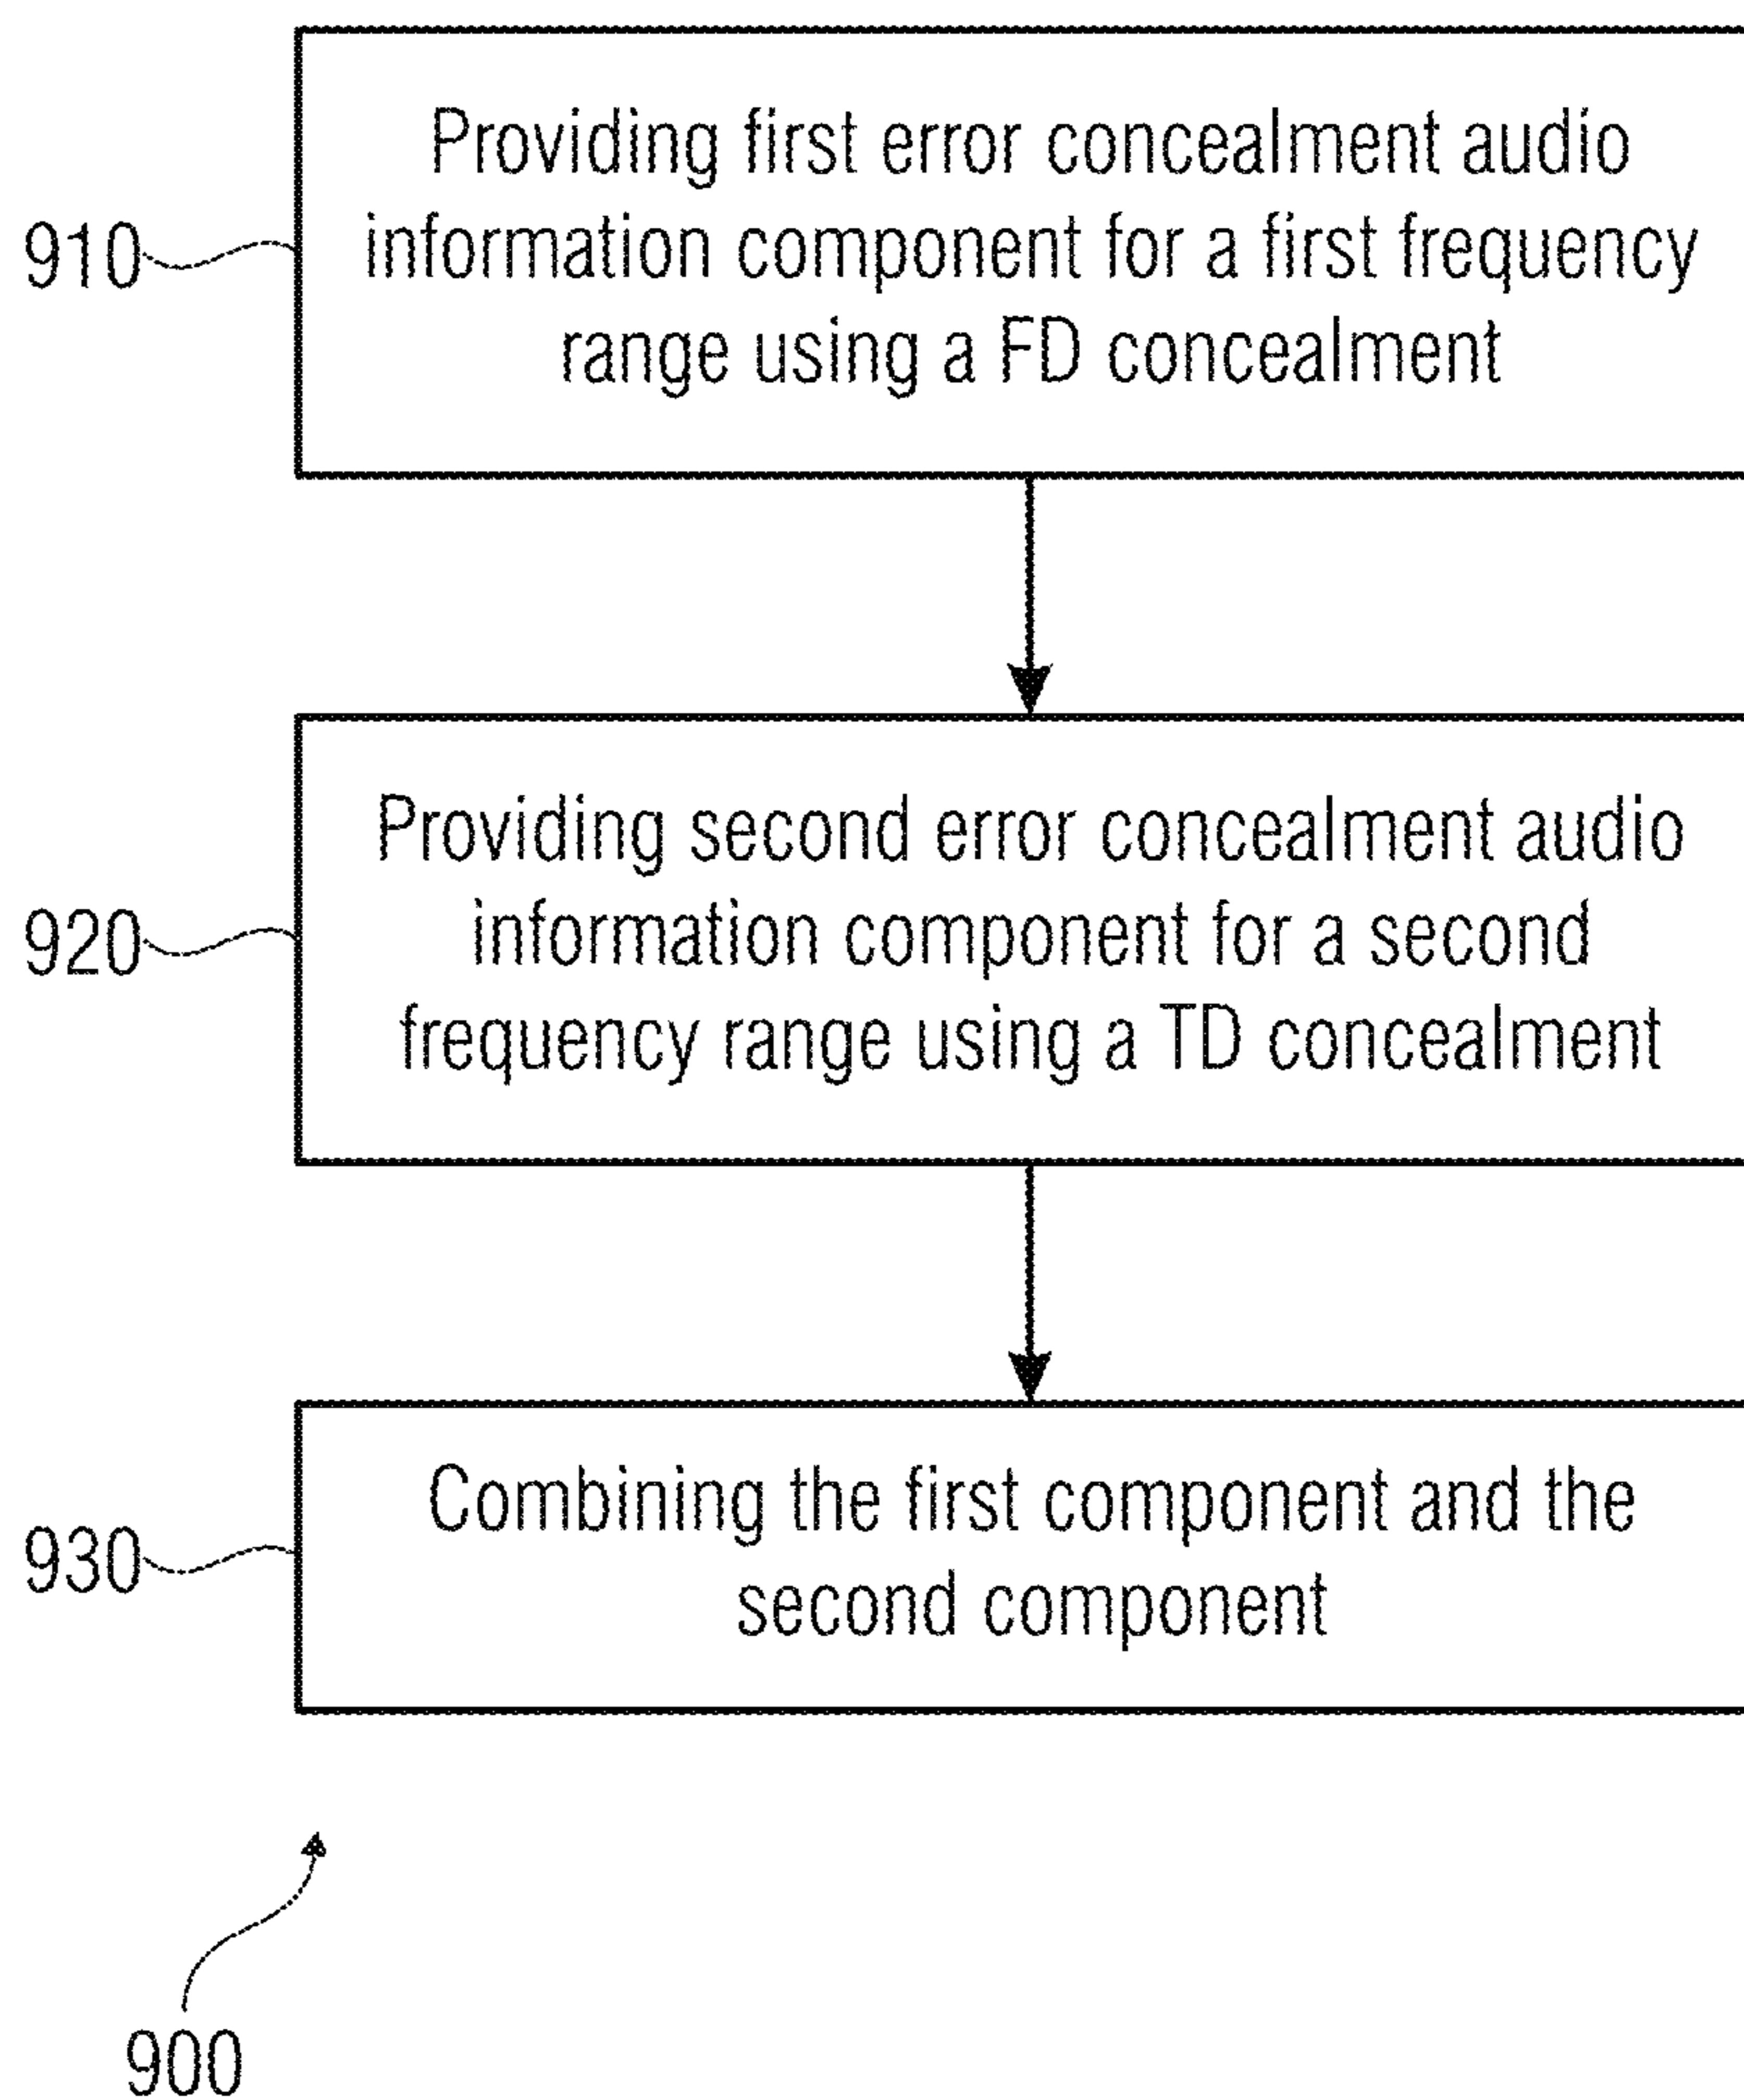 Providing first error concealment audio
910
information component for a first frequency
range using a FD concealment
Providing second error concealment audio
920
information component for a second
frequency range using a TD concealment
Combining the first component and the
930
second component
900